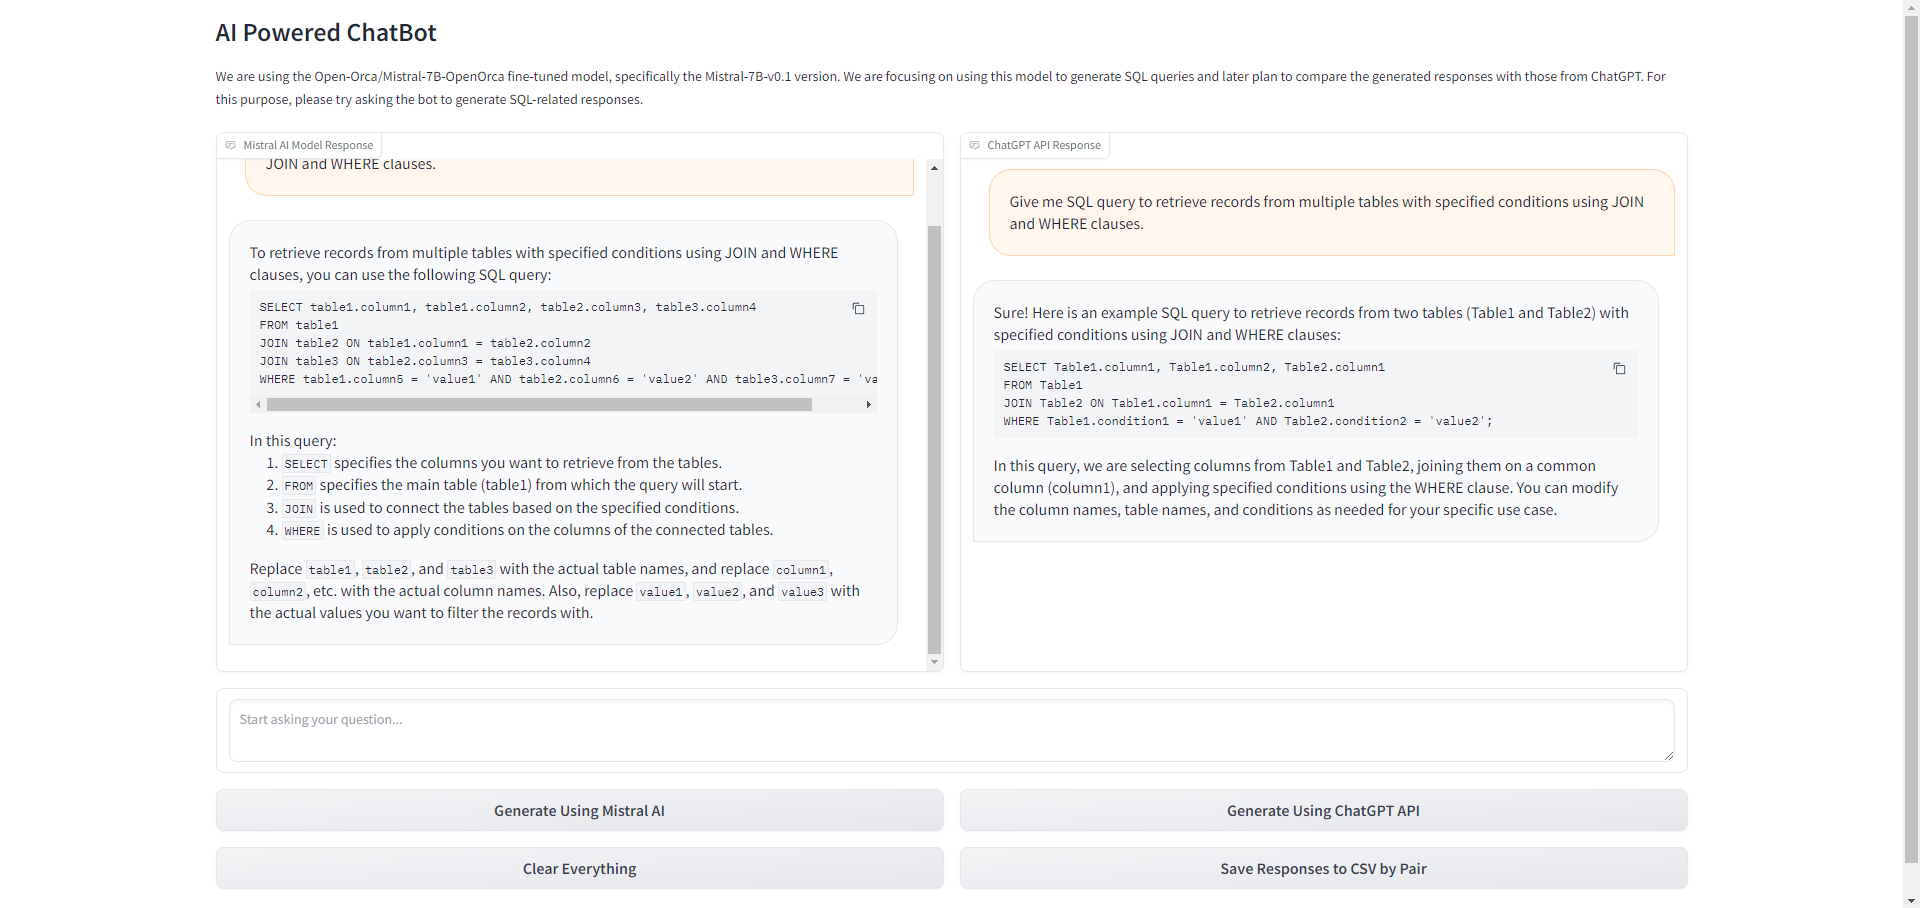 AI Powered ChatBot
We are using the Open-Orca/Mistral-7B-OpenOrca fine-tuned model, specifically the Mistral-7B-v0.1 version. We are focusing on using this model to generate SQL queries and later plan to compare the generated responses with those from ChatGPT. For
this purpose, please try asking the bot to generate SQL-related responses.
Mistral AI Model Response
JOIN and WHERE clauses.
To retrieve records from multiple tables with specified conditions using JOIN and WHERE
clauses, you can use the following SQL query:
SELECT table1.column1, table1.column2, table2.column3, table3.column4
FROM table1
JOIN table2 ON table1.column1 = table2.column2
JOIN table3 ON table2.column3 = table3.column4
WHERE table1.column5 = 'value1' AND table2.column6 = 'value2' AND table3.column7 = 'va
In this query:
1. SELECT specifies the columns you want to retrieve from the tables.
2. FROM specifies the main table (table1) from which the query will start.
3. JOIN is used to connect the tables based on the specified conditions.
4. WHERE is used to apply conditions on the columns of the connected tables.
Replace table1, table2, and table3 with the actual table names, and replace column1,
column2, etc. with the actual column names. Also, replace value1, value2, and value3 with
the actual values you want to filter the records with.
ChatGPT API Response
Give me SQL query to retrieve records from multiple tables with specified conditions using JOIN
and WHERE clauses.
Sure! Here is an example SQL query to retrieve records from two tables (Table1 and Table2) with
specified conditions using JOIN and WHERE clauses:
SELECT Table1.column1, Table1.column2, Table2.column1
FROM Table1
JOIN Table2 ON Table1.column1 = Table2.column1
WHERE Table1.condition1 = 'value1' AND Table2.condition2 = 'value2';
In this query, we are selecting columns from Table1 and Table2, joining them on a common
column (column1), and applying specified conditions using the WHERE clause. You can modify
the column names, table names, and conditions as needed for your specific use case.
Start asking your question...
Generate Using Mistral AI
Generate Using ChatGPT API
Clear Everything
Save Responses to CSV by Pair